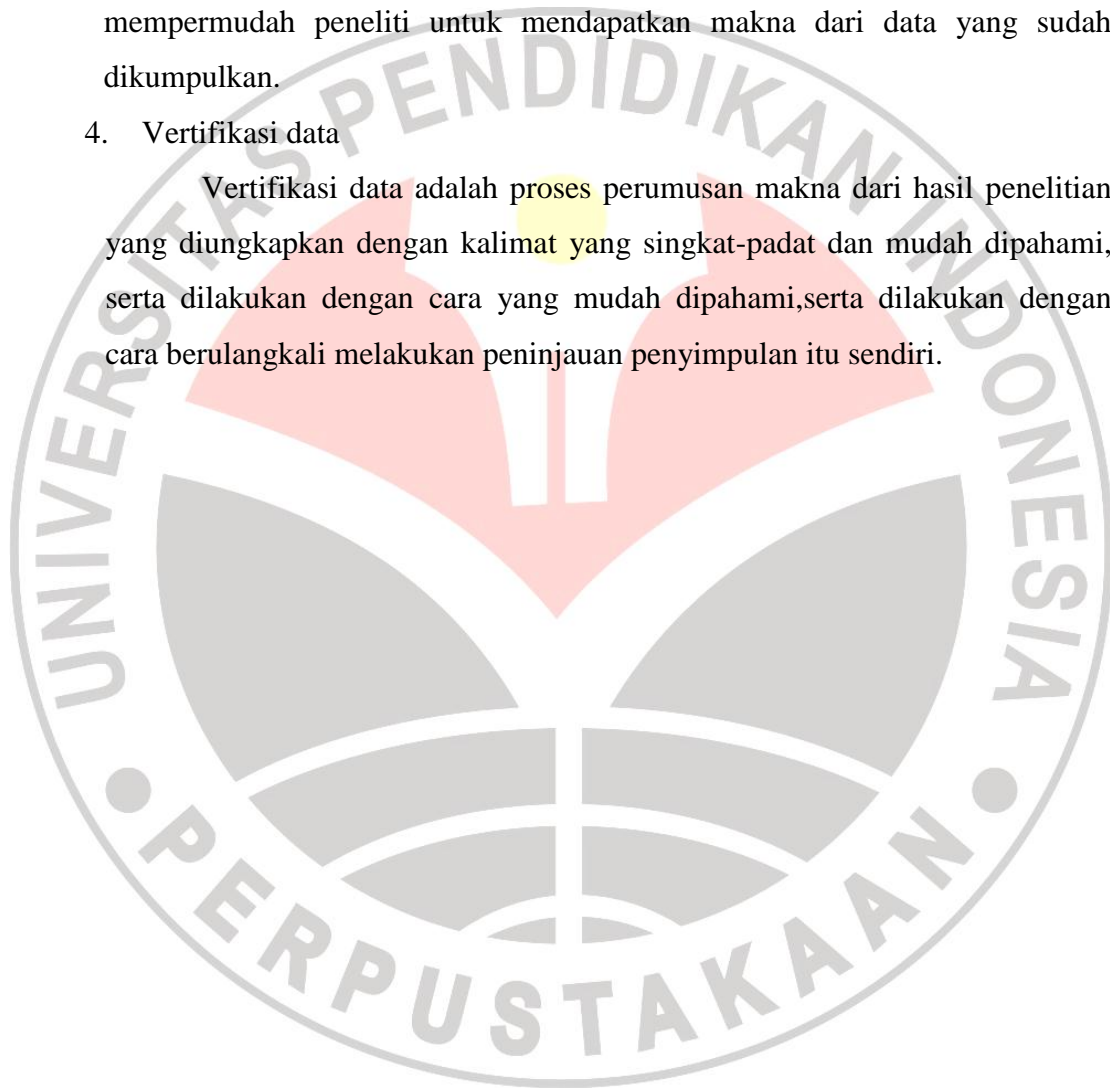 mempermudah peneliti untuk mendapatkan makna dari data yang sudah
dikumpulkan.
4. Vertifikasi data
Vertifikasi data adalah proses perumusan makna dari hasil penelitian
yang diungkapkan dengan kalimat yang singkat-padat dan mudah dipahami,
serta dilakukan dengan cara yang mudah dipahami,serta dilakukan dengan
cara berulangkali melakukan peninjauan penyimpulan itu sendiri.
UNIVERSITAS PENDIDIKAN INDONESIA
PERPUSTAKAAN